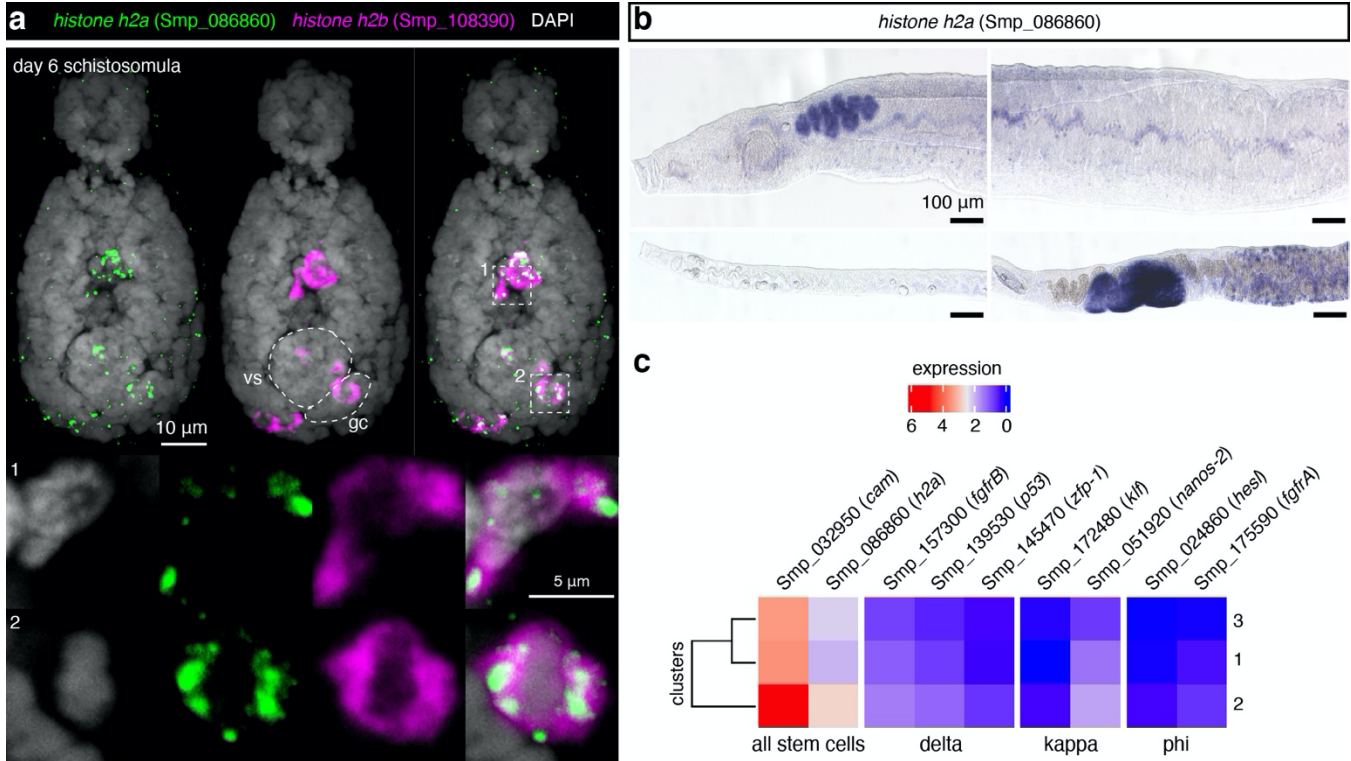 a histone h2a (Smp_086860) histone h2b (Smp_108390) DAPI
day 6 schistosomula
1
2
vs
gc
10 µm
1
5 µm
2
b histone h2a (Smp_086860)
100 µm
c
expression
6 4 2 0
Smp_032950 (cam)
Smp_086860 (h2a)
Smp_157300 (fgfrB)
Smp_139530 (p53)
Smp_145470 (zfp-1)
Smp_172480 (klf)
Smp_051920 (nanos-2)
Smp_024860 (hesl)
Smp_175590 (fgfrA)
clusters
3
1
2
all stem cells delta kappa phi